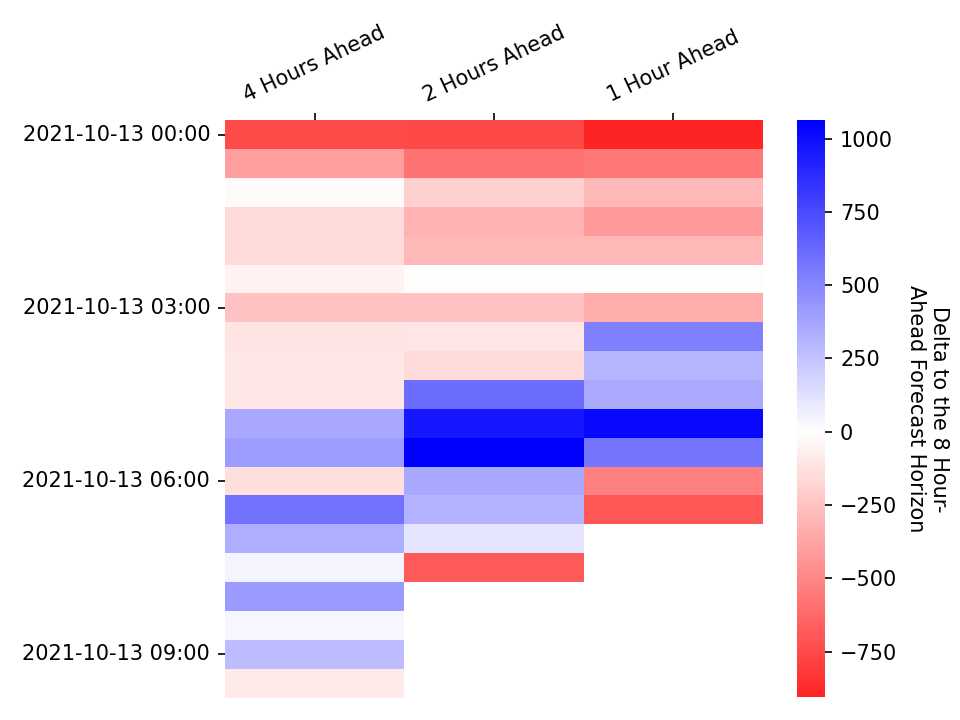 4 Hours Ahead
2 Hours Ahead
1 Hour Ahead
2021-10-13 00:00
2021-10-13 03:00
2021-10-13 06:00
2021-10-13 09:00
1000
750
500
250
0
−250
−500
−750
Delta to the 8 Hour-
Ahead Forecast Horizon